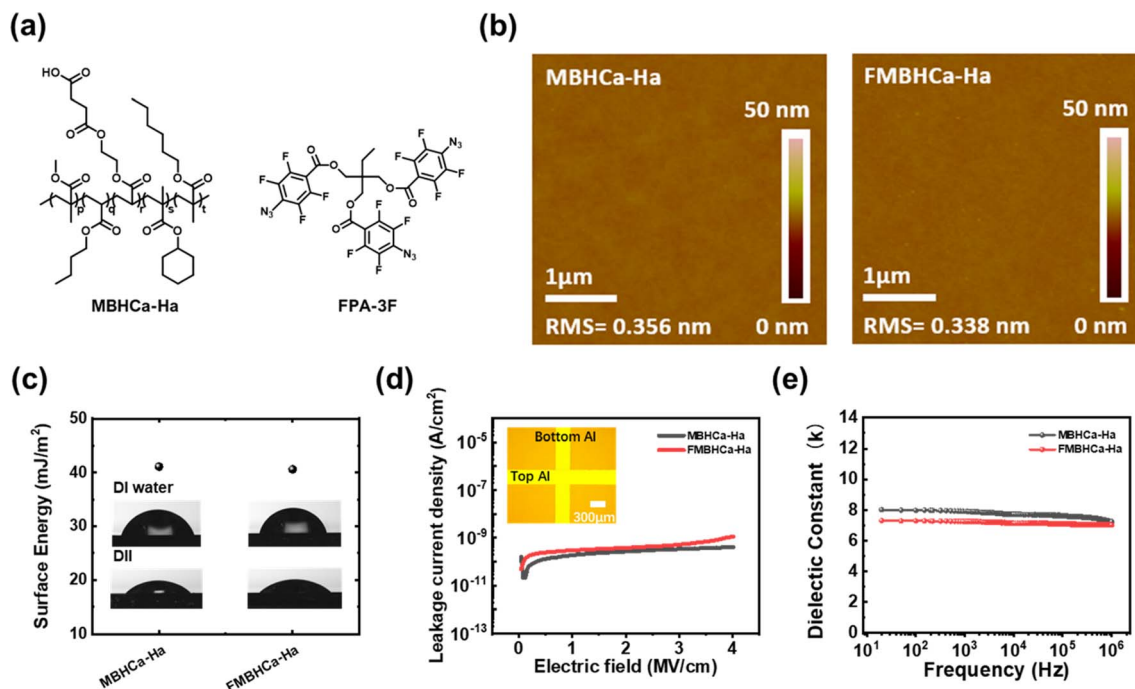 (a)
HO
O
O
O
O
O
O
O
O
O
O
O
O
O
p
q
r
s
t
MBHCa-Ha
F
F
N₃
F
F
O
O
O
O
O
O
F
F
F
F
N₃
F
F
F
F
N₃
FPA-3F
(b)
MBHCa-Ha
50 nm
1μm
RMS= 0.356 nm
0 nm
FMBHCa-Ha
50 nm
1μm
RMS= 0.338 nm
0 nm
(c)
Surface Energy (mJ/m²)
50
40
30
20
10
DI water
DII
MBHCa-Ha
FMBHCa-Ha
(d)
Leakage current density (A/cm²)
10⁻⁵
10⁻⁷
10⁻⁹
10⁻¹¹
10⁻¹³
Bottom Al
Top Al
300μm
MBHCa-Ha
FMBHCa-Ha
0
1
2
3
4
Electric field (MV/cm)
(e)
Dielectic Constant (k)
14
12
10
8
6
4
2
0
MBHCa-Ha
FMBHCa-Ha
10¹
10² 10³ 10⁴ 10⁵ 10⁶
Frequency (Hz)